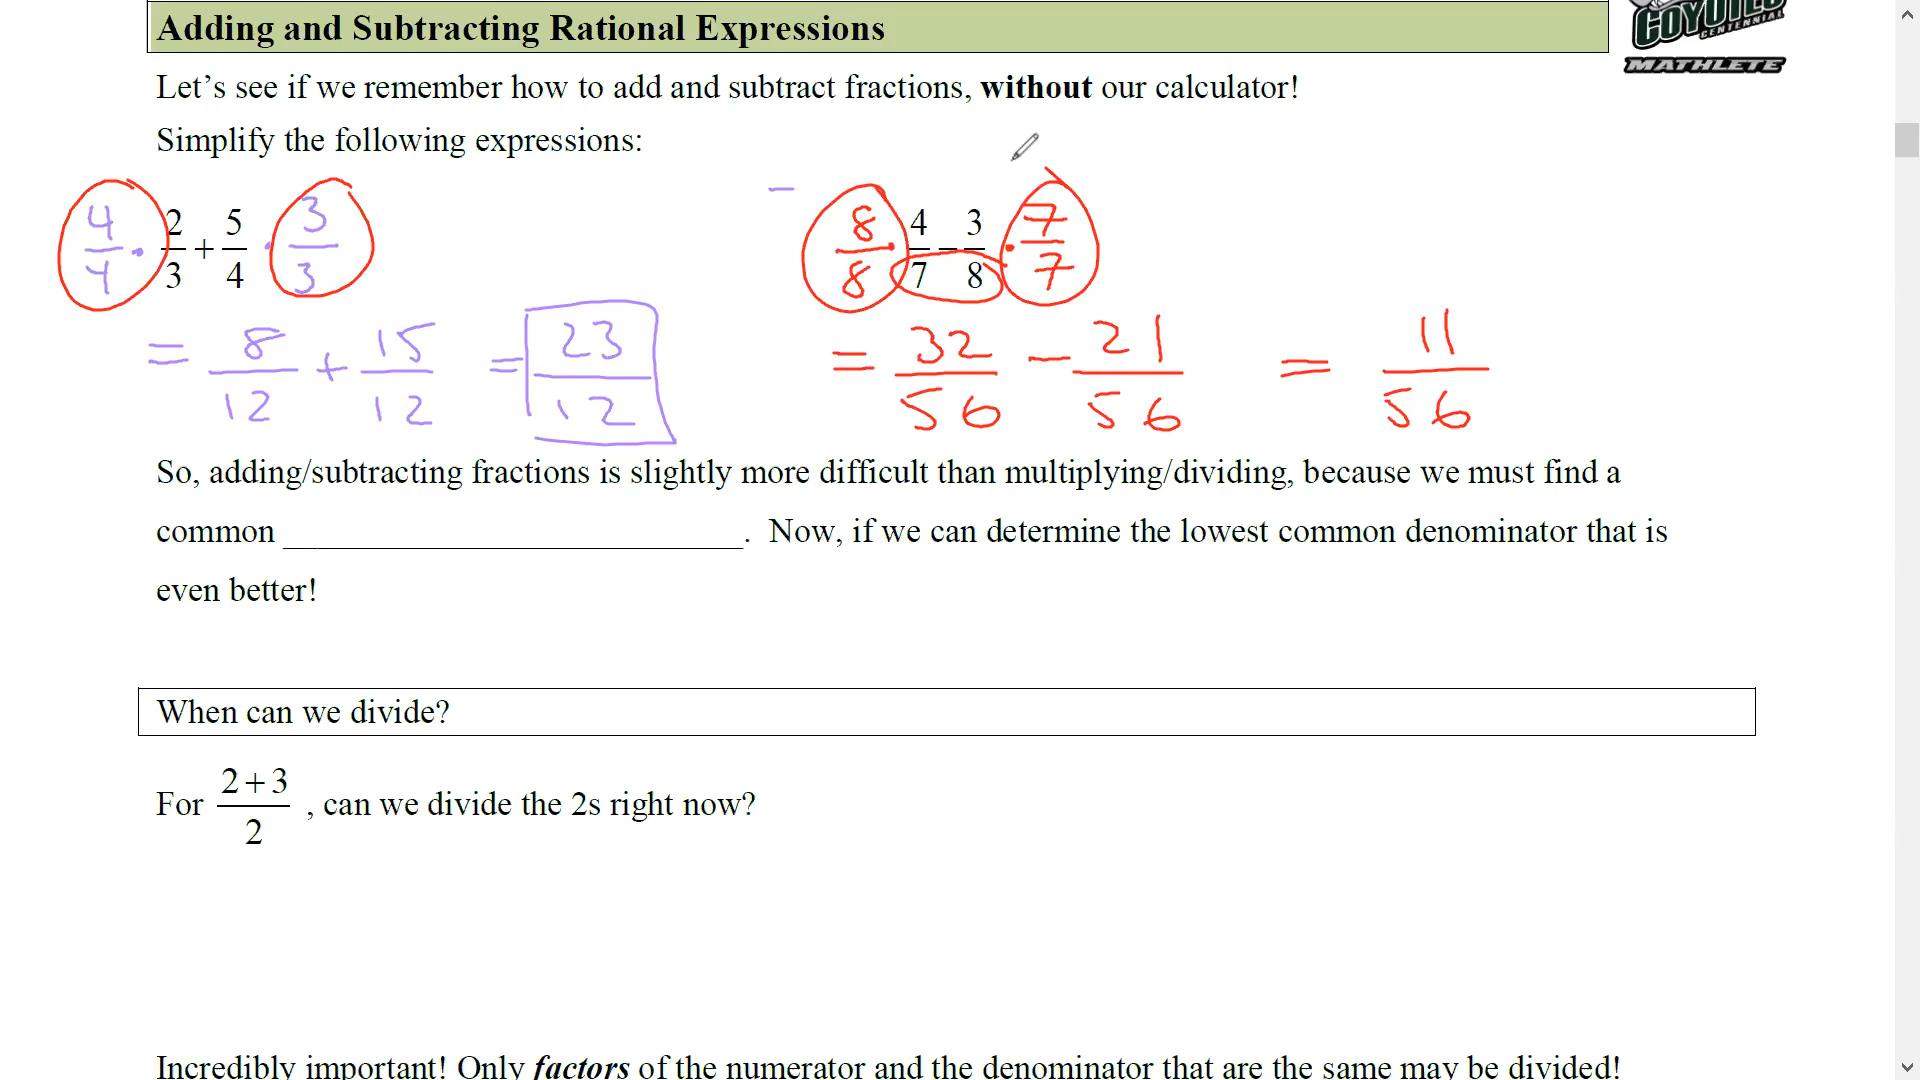 Adding and Subtracting Rational Expressions
COYOTES
CENTENNIAL
MATHLETE
Let’s see if we remember how to add and subtract fractions, without our calculator!
Simplify the following expressions:
4/4 · 2/3 + 5/4 · 3/3
= 8/12 + 15/12 = 23/12
–
8/8 · 4/7 – 3/8 · 7/7
= 32/56 – 21/56 = 11/56
So, adding/subtracting fractions is slightly more difficult than multiplying/dividing, because we must find a
common ____________________________. Now, if we can determine the lowest common denominator that is
even better!
When can we divide?
For (2+3)/2 , can we divide the 2s right now?
Incredibly important! Only factors of the numerator and the denominator that are the same may be divided!